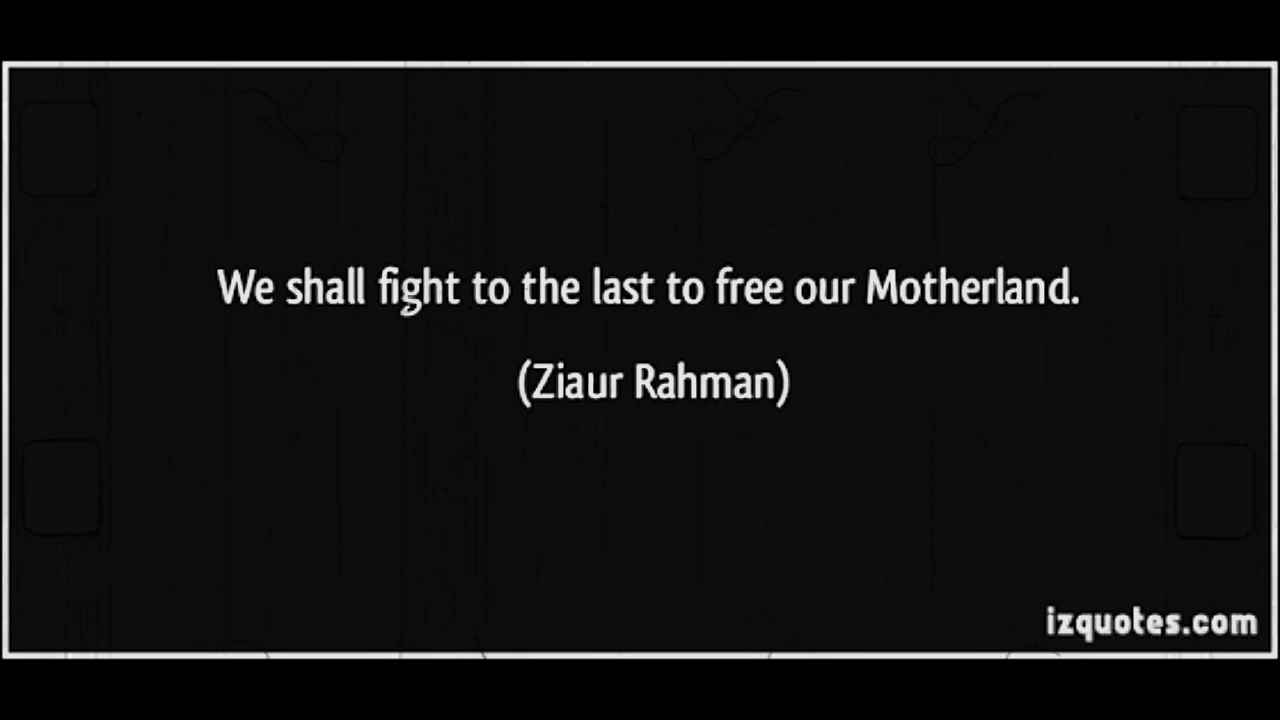 We shall fight to the last to free our Motherland.
(Ziaur Rahman)
izquotes.com